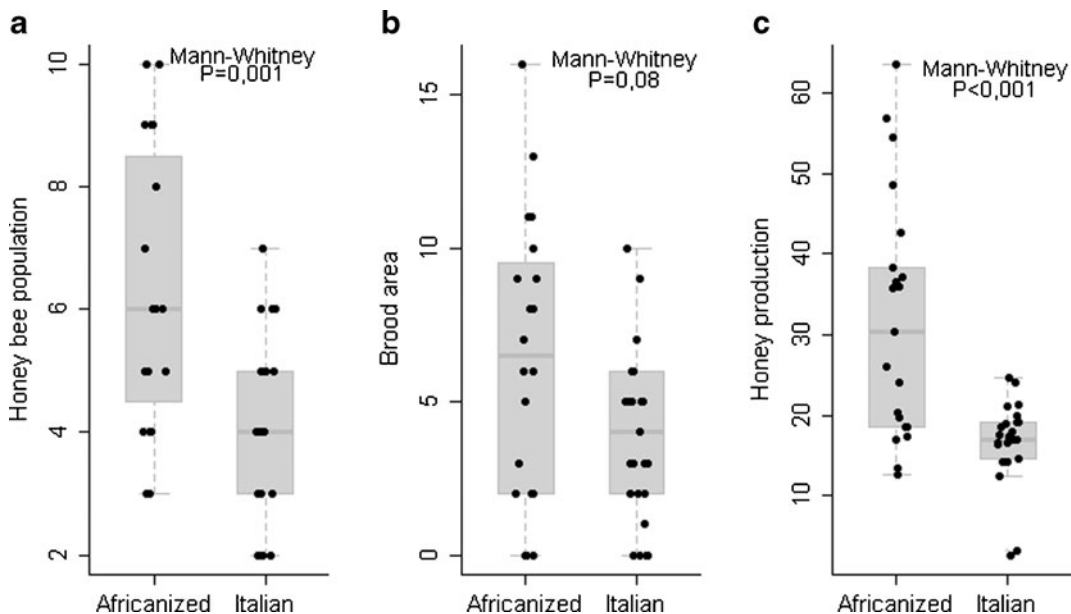 a
Mann-Whitney
P=0,001
Honey bee population
10
8
6
4
2
Africanized Italian
b
Mann-Whitney
P=0,08
Brood area
15
10
5
0
Africanized Italian
c
Mann-Whitney
P<0,001
Honey production
60
50
40
30
20
10
Africanized Italian